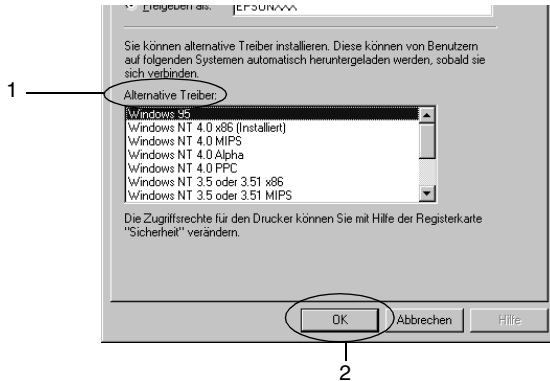 Freigeben als: EPSONXXX
Sie können alternative Treiber installieren. Diese können von Benutzern
auf folgenden Systemen automatisch heruntergeladen werden, sobald sie
sich verbinden.
1
Alternative Treiber:
Windows 95
Windows NT 4.0 x86 (Installiert)
Windows NT 4.0 MIPS
Windows NT 4.0 Alpha
Windows NT 4.0 PPC
Windows NT 3.5 oder 3.51 x86
Windows NT 3.5 oder 3.51 MIPS
Die Zugriffsrechte für den Drucker können Sie mit Hilfe der Registerkarte
"Sicherheit" verändern.
OK Abbrechen Hilfe
2